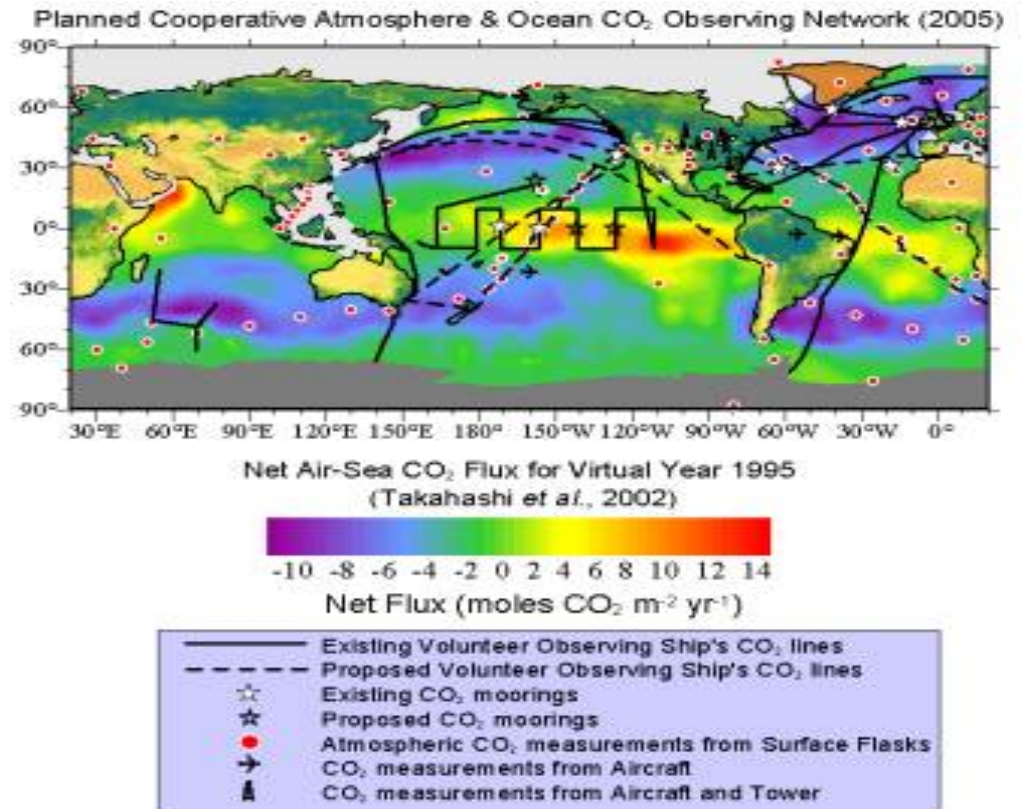 Planned Cooperative Atmosphere & Ocean CO₂ Observing Network (2005)
90°
60°
30°
0°
30°
60°
90°
30°E 60°E 90°E 120°E 150°E 180° 150°W 120°W 90°W 60°W 30°W 0°
Net Air-Sea CO₂ Flux for Virtual Year 1995
(Takahashi et al., 2002)
-10 -8 -6 -4 -2 0 2 4 6 8 10 12 14
Net Flux (moles CO₂ m⁻² yr⁻¹)
Existing Volunteer Observing Ship's CO₂ lines
Proposed Volunteer Observing Ship's CO₂ lines
Existing CO₂ moorings
Proposed CO₂ moorings
Atmospheric CO₂ measurements from Surface Flasks
CO₂ measurements from Aircraft
CO₂ measurements from Aircraft and Tower